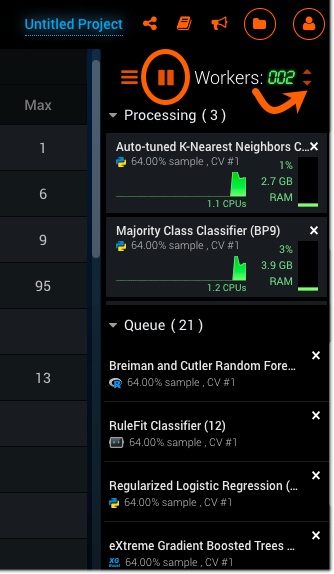 Untitled Project
Workers: 002
Max
Processing ( 3 )
1
Auto-tuned K-Nearest Neighbors C...
64.00% sample , CV #1
1%
2.7 GB
RAM
1.1 CPUs
6
9
Majority Class Classifier (BP9)
64.00% sample , CV #1
3%
3.9 GB
RAM
1.2 CPUs
95
Queue ( 21 )
13
Breiman and Cutler Random Fore...
64.00% sample , CV #1
RuleFit Classifier (12)
64.00% sample , CV #1
Regularized Logistic Regression (...
64.00% sample , CV #1
eXtreme Gradient Boosted Trees ...
64.00% sample , CV #1